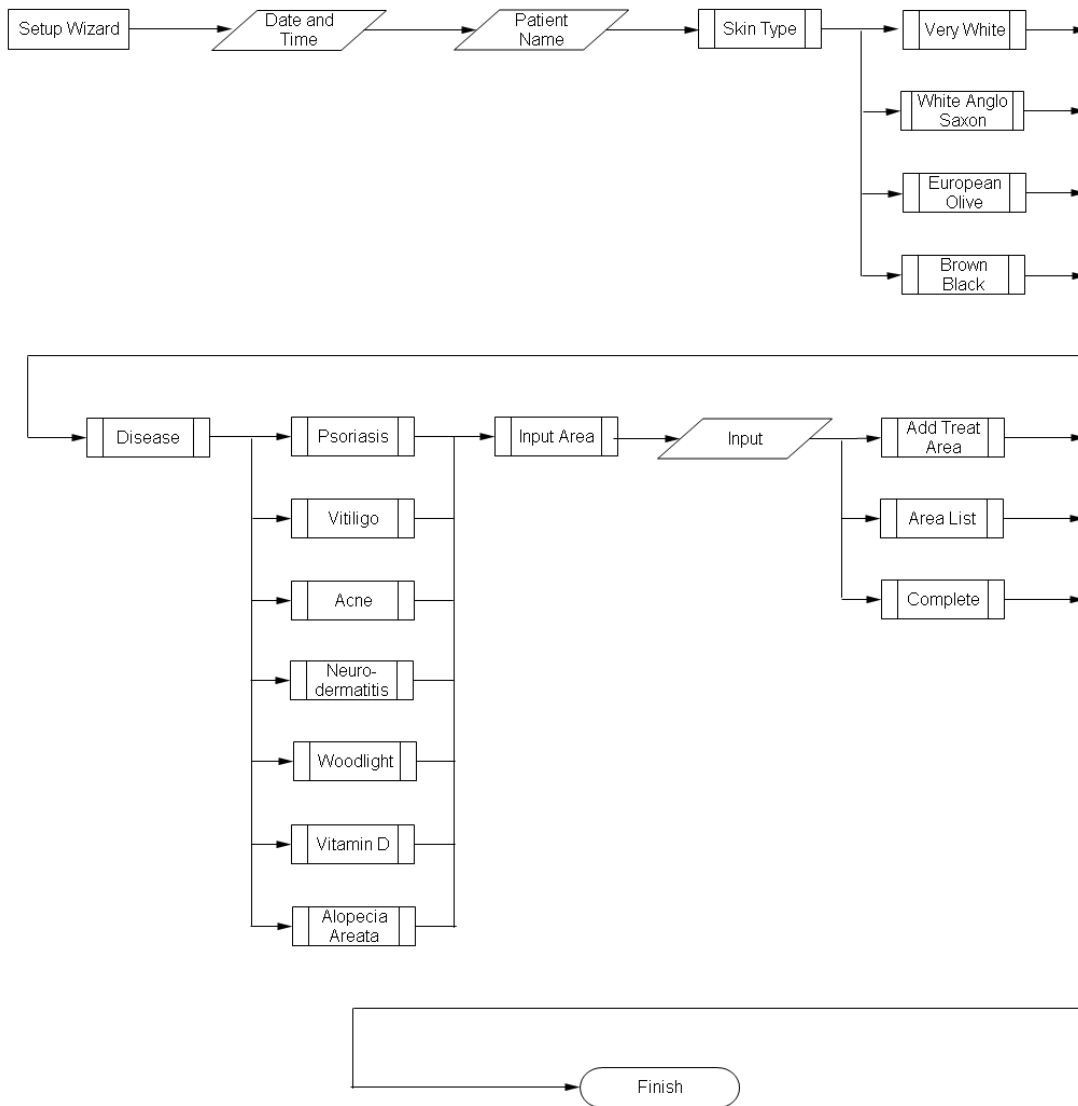 Setup Wizard
Date and
Time
Patient
Name
Skin Type
Very White
White Anglo
Saxon
European
Olive
Brown
Black
Disease
Psoriasis
Input Area
Input
Add Treat
Area
Vitiligo
Area List
Acne
Complete
Neuro-
dermatitis
Woodlight
Vitamin D
Alopecia
Areata
Finish